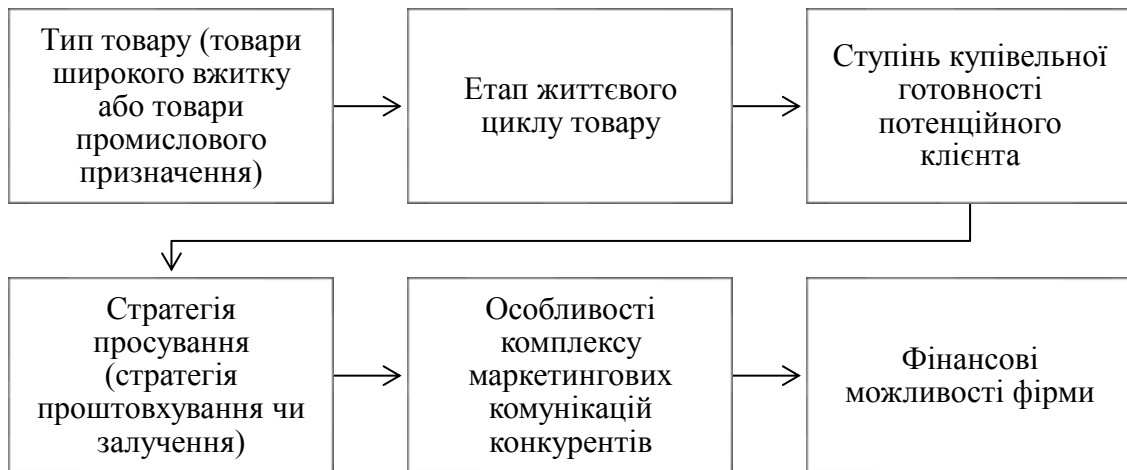 Тип товару (товари
широкого вжитку
або товари
промислового
призначення)
Етап життєвого
циклу товару
Ступінь купівельної
готовності
потенційного
клієнта
Стратегія
просування
(стратегія
проштовхування чи
залучення)
Особливості
комплексу
маркетингових
комунікацій
конкурентів
Фінансові
можливості фірми